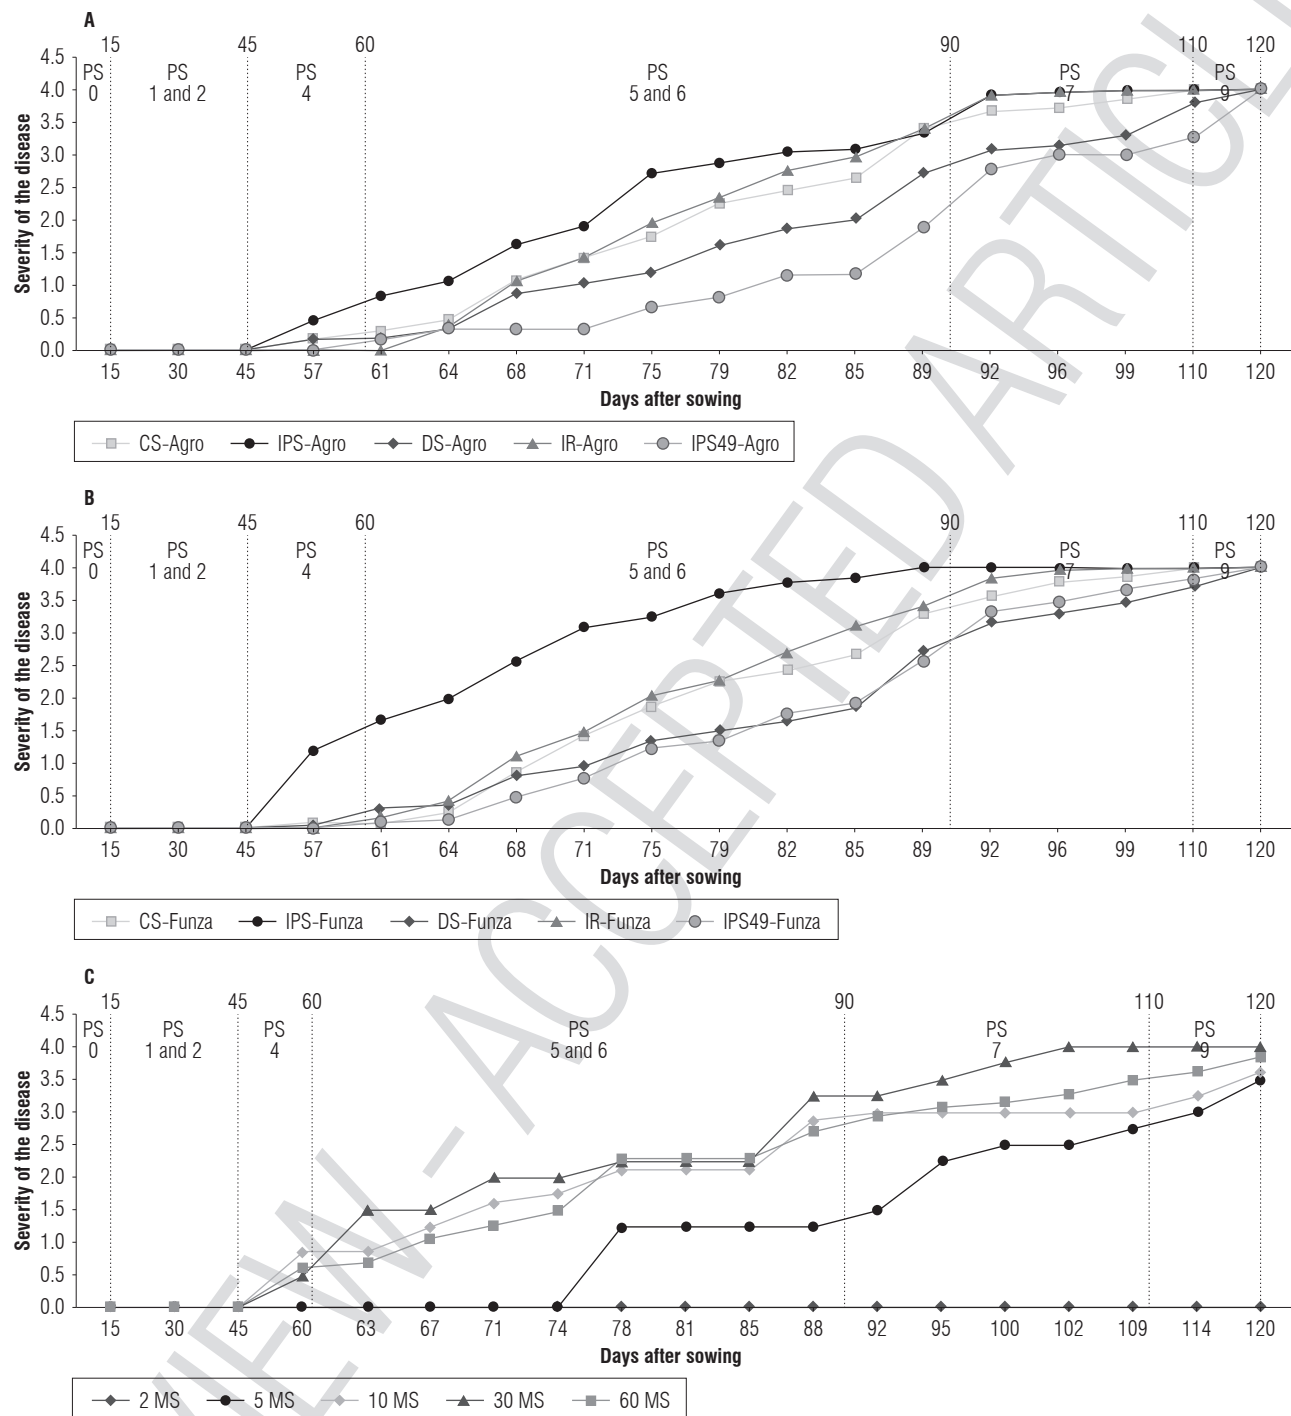 A
15 45 60 90 110 120
PS PS PS PS PS PS
0 1 and 2 4 5 and 6 7 9
4.5
4.0
3.5
3.0
2.5
2.0
1.5
1.0
0.5
0.0
Severity of the disease
15 30 45 57 61 64 68 71 75 79 82 85 89 92 96 99 110 120
Days after sowing
CS-Agro IPS-Agro DS-Agro IR-Agro IPS49-Agro
B
15 45 60 90 110 120
PS PS PS PS PS PS
0 1 and 2 4 5 and 6 7 9
4.5
4.0
3.5
3.0
2.5
2.0
1.5
1.0
0.5
0.0
Severity of the disease
15 30 45 57 61 64 68 71 75 79 82 85 89 92 96 99 110 120
Days after sowing
CS-Funza IPS-Funza DS-Funza IR-Funza IPS49-Funza
C
15 45 60 90 110 120
PS PS PS PS PS PS
0 1 and 2 4 5 and 6 7 9
4.5
4.0
3.5
3.0
2.5
2.0
1.5
1.0
0.5
0.0
Severity of the disease
15 30 45 60 63 67 71 74 78 81 85 88 92 95 100 102 109 114 120
Days after sowing
2 MS 5 MS 10 MS 30 MS 60 MS
– ACCEPTED